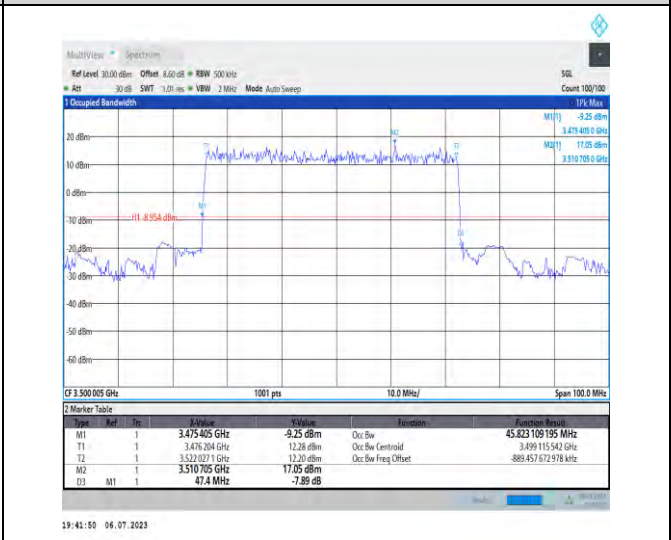 MultiView Spectrum
Ref Level 30.00 dBm Offset 8.60 dB RBW 500 kHz SGL
Att 30 dB SWT 1.01 ms VBW 2 MHz Mode Auto Sweep Count 100/100
1 Occupied Bandwidth 1Pk Max
M1[1] -9.25 dBm
3.475 405 0 GHz
M2[1] 17.05 dBm
3.510 705 0 GHz
20 dBm
M2
T1
T2
10 dBm
0 dBm
M1
H1 -8.954 dBm
-10 dBm
D3
-20 dBm
-30 dBm
-40 dBm
-50 dBm
-60 dBm
CF 3.500 005 GHz 1001 pts 10.0 MHz/ Span 100.0 MHz
2 Marker Table
Type Ref Trc X-Value Y-Value Function Function Result
M1 1 3.475 405 GHz -9.25 dBm Occ Bw 45.823 109 195 MHz
T1 1 3.476 204 GHz 12.28 dBm Occ Bw Centroid 3.499 115 542 GHz
T2 1 3.522 027 1 GHz 12.20 dBm Occ Bw Freq Offset -889.457 672 978 kHz
M2 1 3.510 705 GHz 17.05 dBm
D3 M1 1 47.4 MHz -7.89 dB
19:41:50 06.07.2023